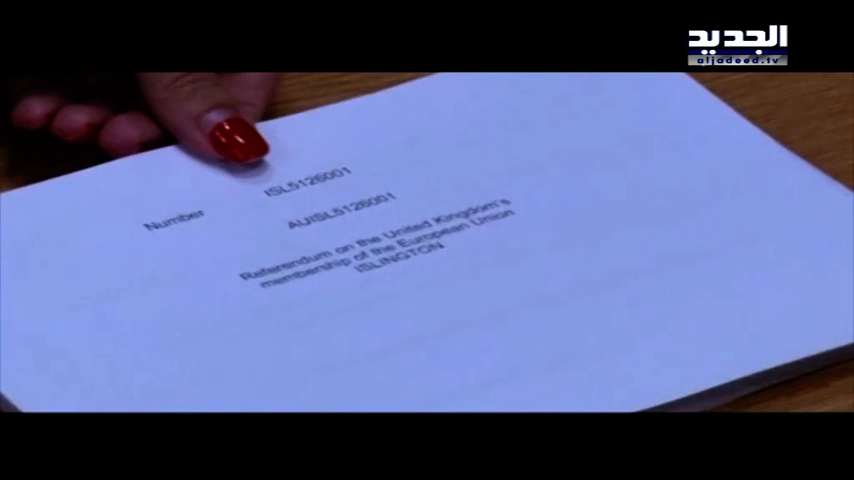 الجديد
aljadeed.tv
ISL5126001
Number
AUISL5126001
Referendum on the United Kingdom's
membership of the European Union
ISLINGTON